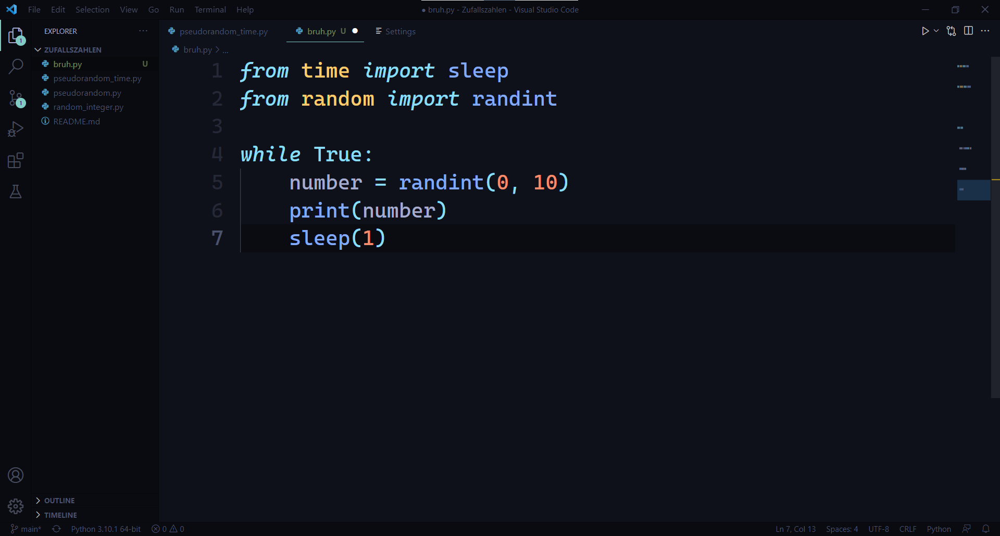 File Edit Selection View Go Run Terminal Help
● bruh.py - Zufallszahlen - Visual Studio Code
EXPLORER
ZUFALLSZAHLEN
bruh.py U
pseudorandom_time.py
pseudorandom.py
random_integer.py
README.md
OUTLINE
TIMELINE
1
1
pseudorandom_time.py bruh.py U Settings
bruh.py > ...
1 from time import sleep
2 from random import randint
3
4 while True:
5     number = randint(0, 10)
6     print(number)
7     sleep(1)
main* Python 3.10.1 64-bit 0 0 Ln 7, Col 13 Spaces: 4 UTF-8 CRLF Python